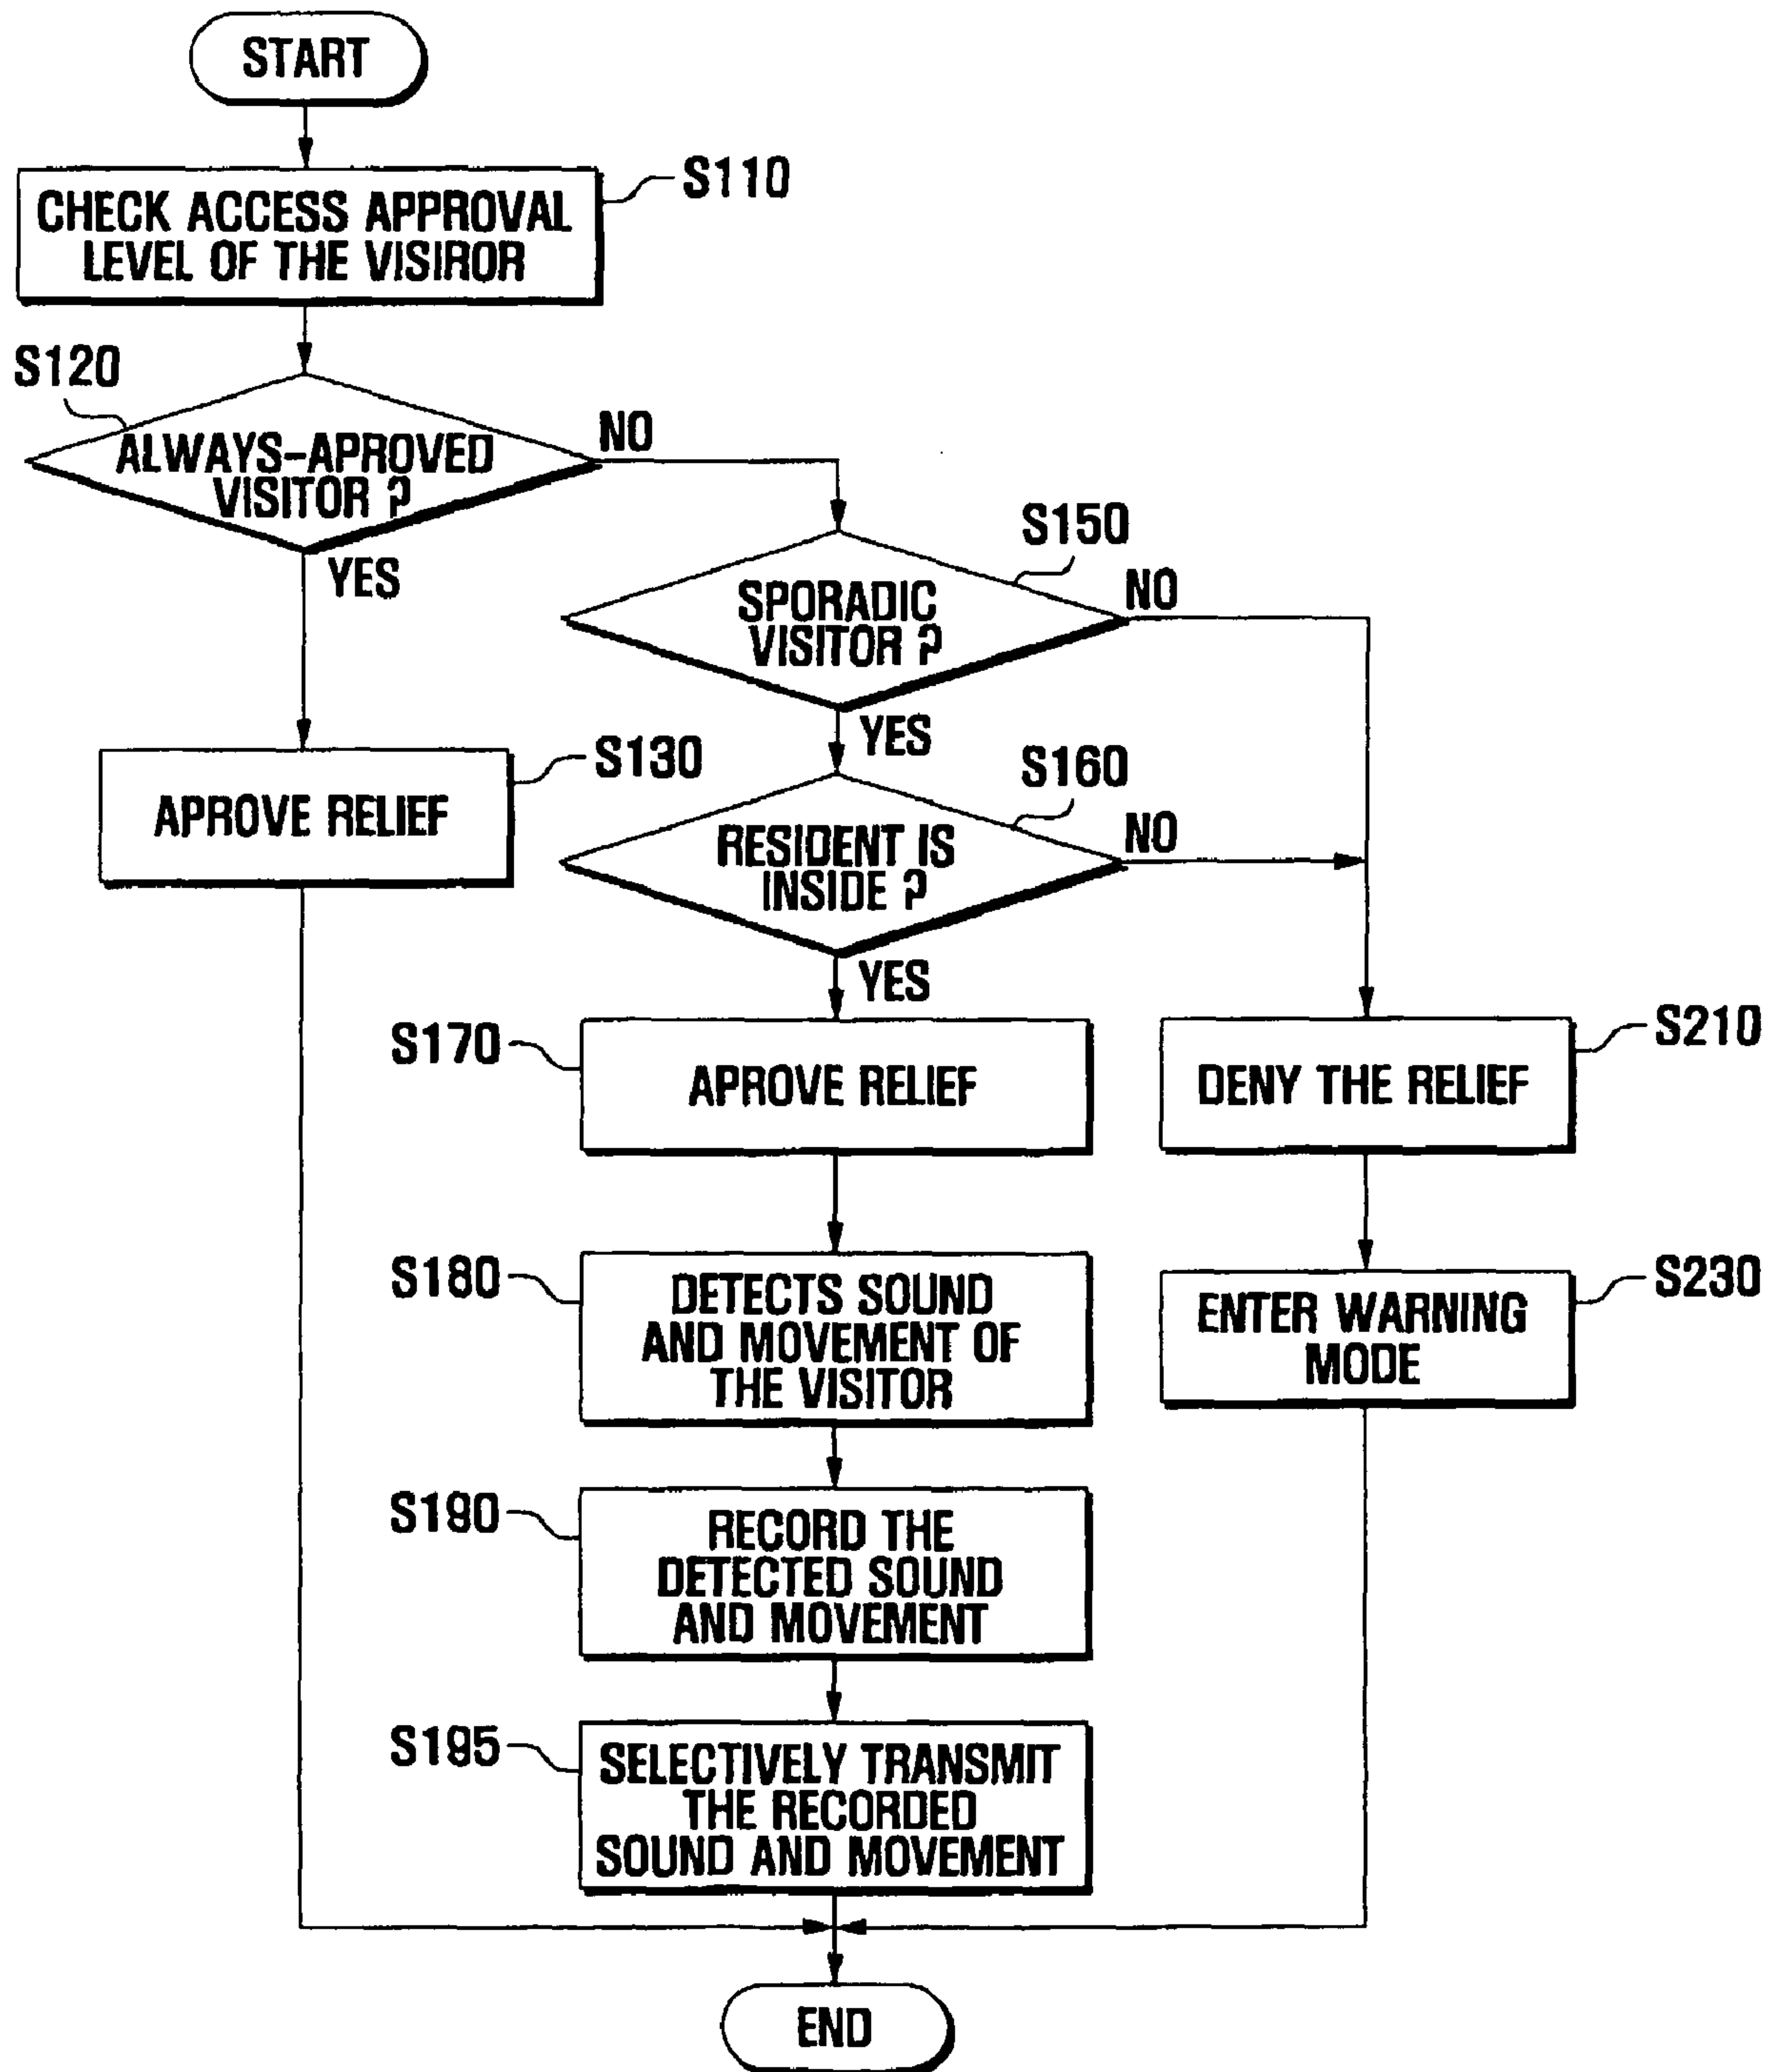 START
S110
CHECK ACCESS APPROVAL
LEVEL OF THE VISIROR
S120
ALWAYS-APROVED
VISITOR ?
NO
YES
S150
SPORADIC
VISITOR ?
NO
YES
S130
APROVE RELIEF
S160
RESIDENT IS
INSIDE ?
NO
YES
S170
APROVE RELIEF
S210
DENY THE RELIEF
S180
DETECTS SOUND
AND MOVEMENT OF
THE VISITOR
S230
ENTER WARNING
MODE
S190
RECORD THE
DETECTED SOUND
AND MOVEMENT
S195
SELECTIVELY TRANSMIT
THE RECORDED
SOUND AND MOVEMENT
END